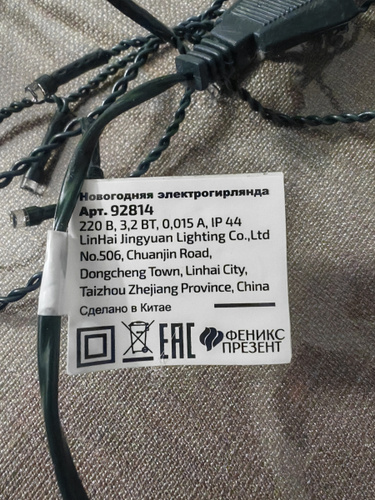 Новогодняя электрогирлянда
Арт. 92814
220 В, 3,2 ВТ, 0,015 А, IP 44
LinHai Jingyuan Lighting Co.,Ltd
No.506, Chuanjin Road,
Dongcheng Town, Linhai City,
Taizhou Zhejiang Province, China
Сделано в Китае
EAC ФЕНИКС
ПРЕЗЕНТ